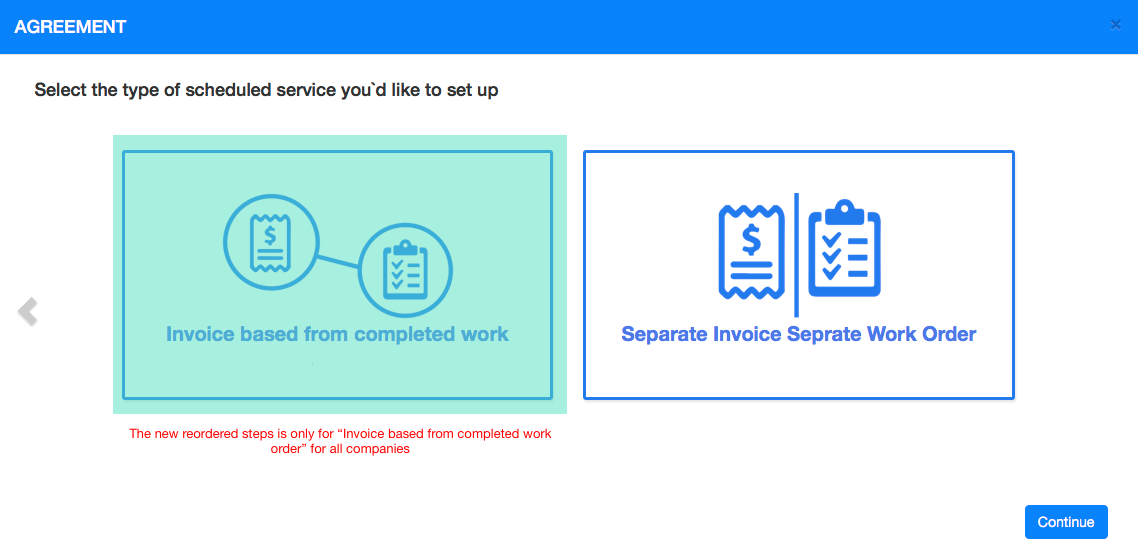 AGREEMENT
×
Select the type of scheduled service you`d like to set up
$
$
Invoice based from completed work
Separate Invoice Seprate Work Order
The new reordered steps is only for “Invoice based from completed work
order” for all companies
Continue